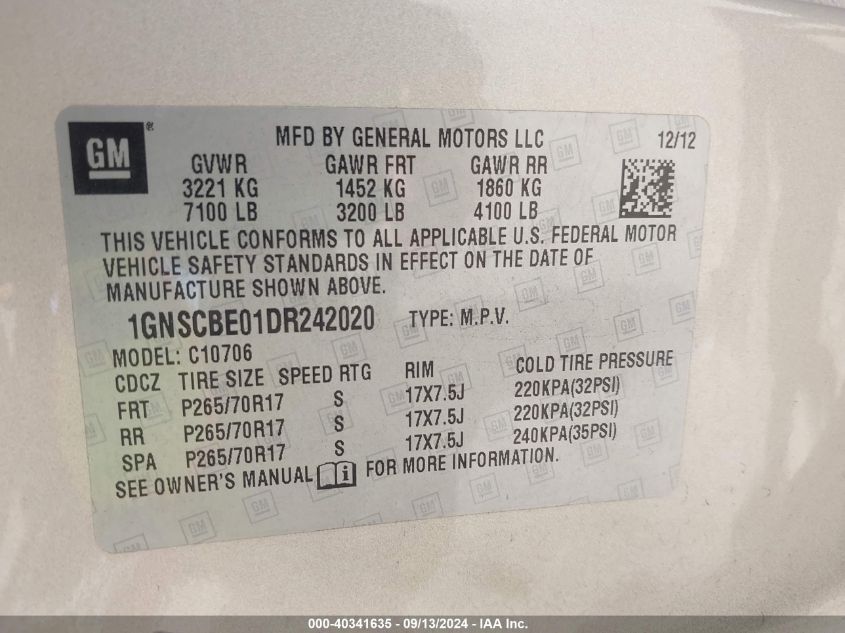 GM ® MFD BY GENERAL MOTORS LLC 12/12
GVWR GAWR FRT GAWR RR
3221 KG 1452 KG 1860 KG
7100 LB 3200 LB 4100 LB
THIS VEHICLE CONFORMS TO ALL APPLICABLE U.S. FEDERAL MOTOR
VEHICLE SAFETY STANDARDS IN EFFECT ON THE DATE OF
MANUFACTURE SHOWN ABOVE.
1GNSCBE01DR242020 TYPE: M.P.V.
MODEL: C10706
CDCZ TIRE SIZE SPEED RTG RIM COLD TIRE PRESSURE
FRT P265/70R17 S 17X7.5J 220KPA(32PSI)
RR P265/70R17 S 17X7.5J 220KPA(32PSI)
SPA P265/70R17 S 17X7.5J 240KPA(35PSI)
SEE OWNER'S MANUAL i FOR MORE INFORMATION.
000-40341635 - 09/13/2024 - IAA Inc.